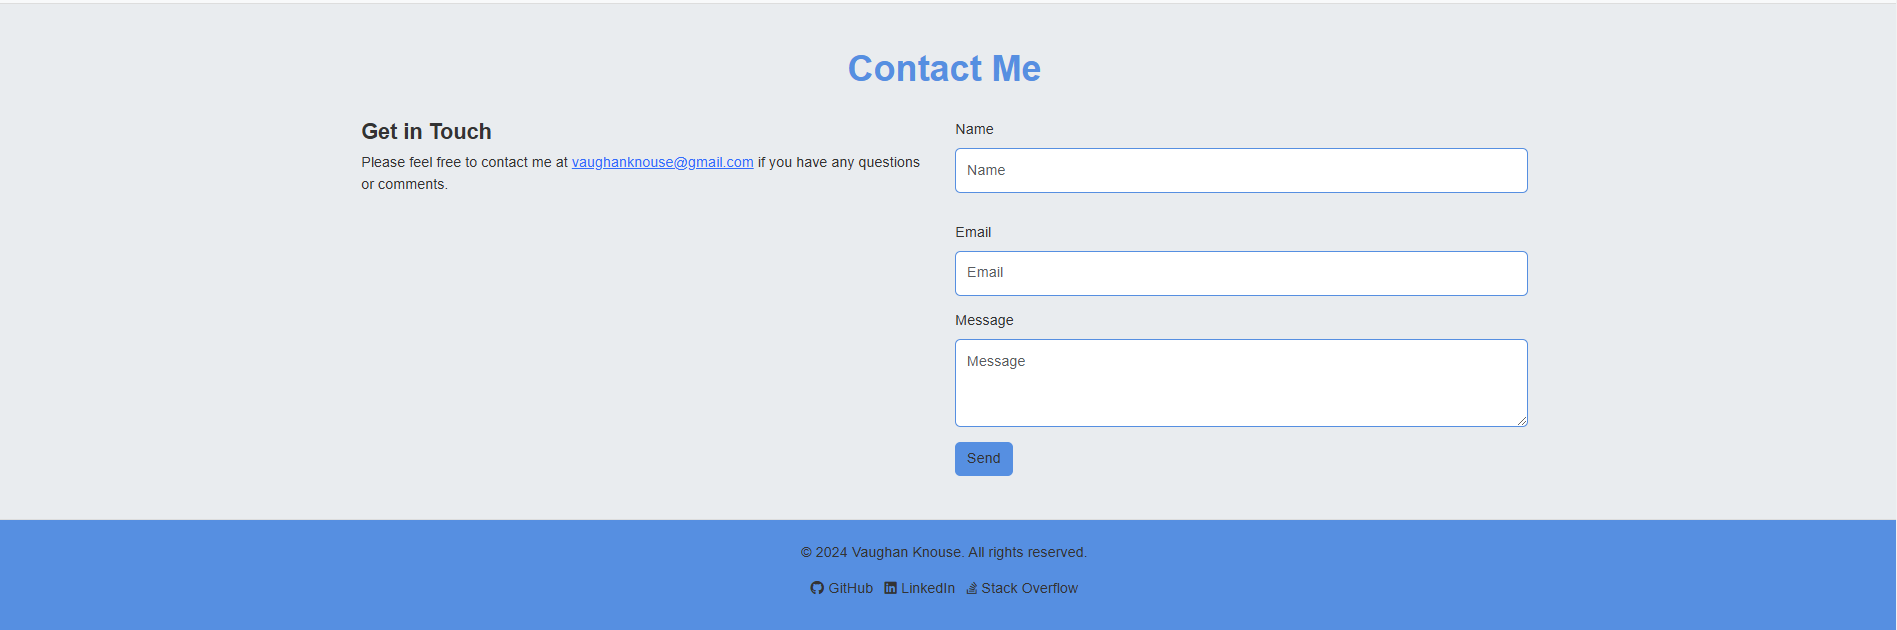 Contact Me
Get in Touch
Please feel free to contact me at vaughanknouse@gmail.com if you have any questions
or comments.
Name
Name
Email
Email
Message
Message
Send
© 2024 Vaughan Knouse. All rights reserved.
GitHub LinkedIn Stack Overflow